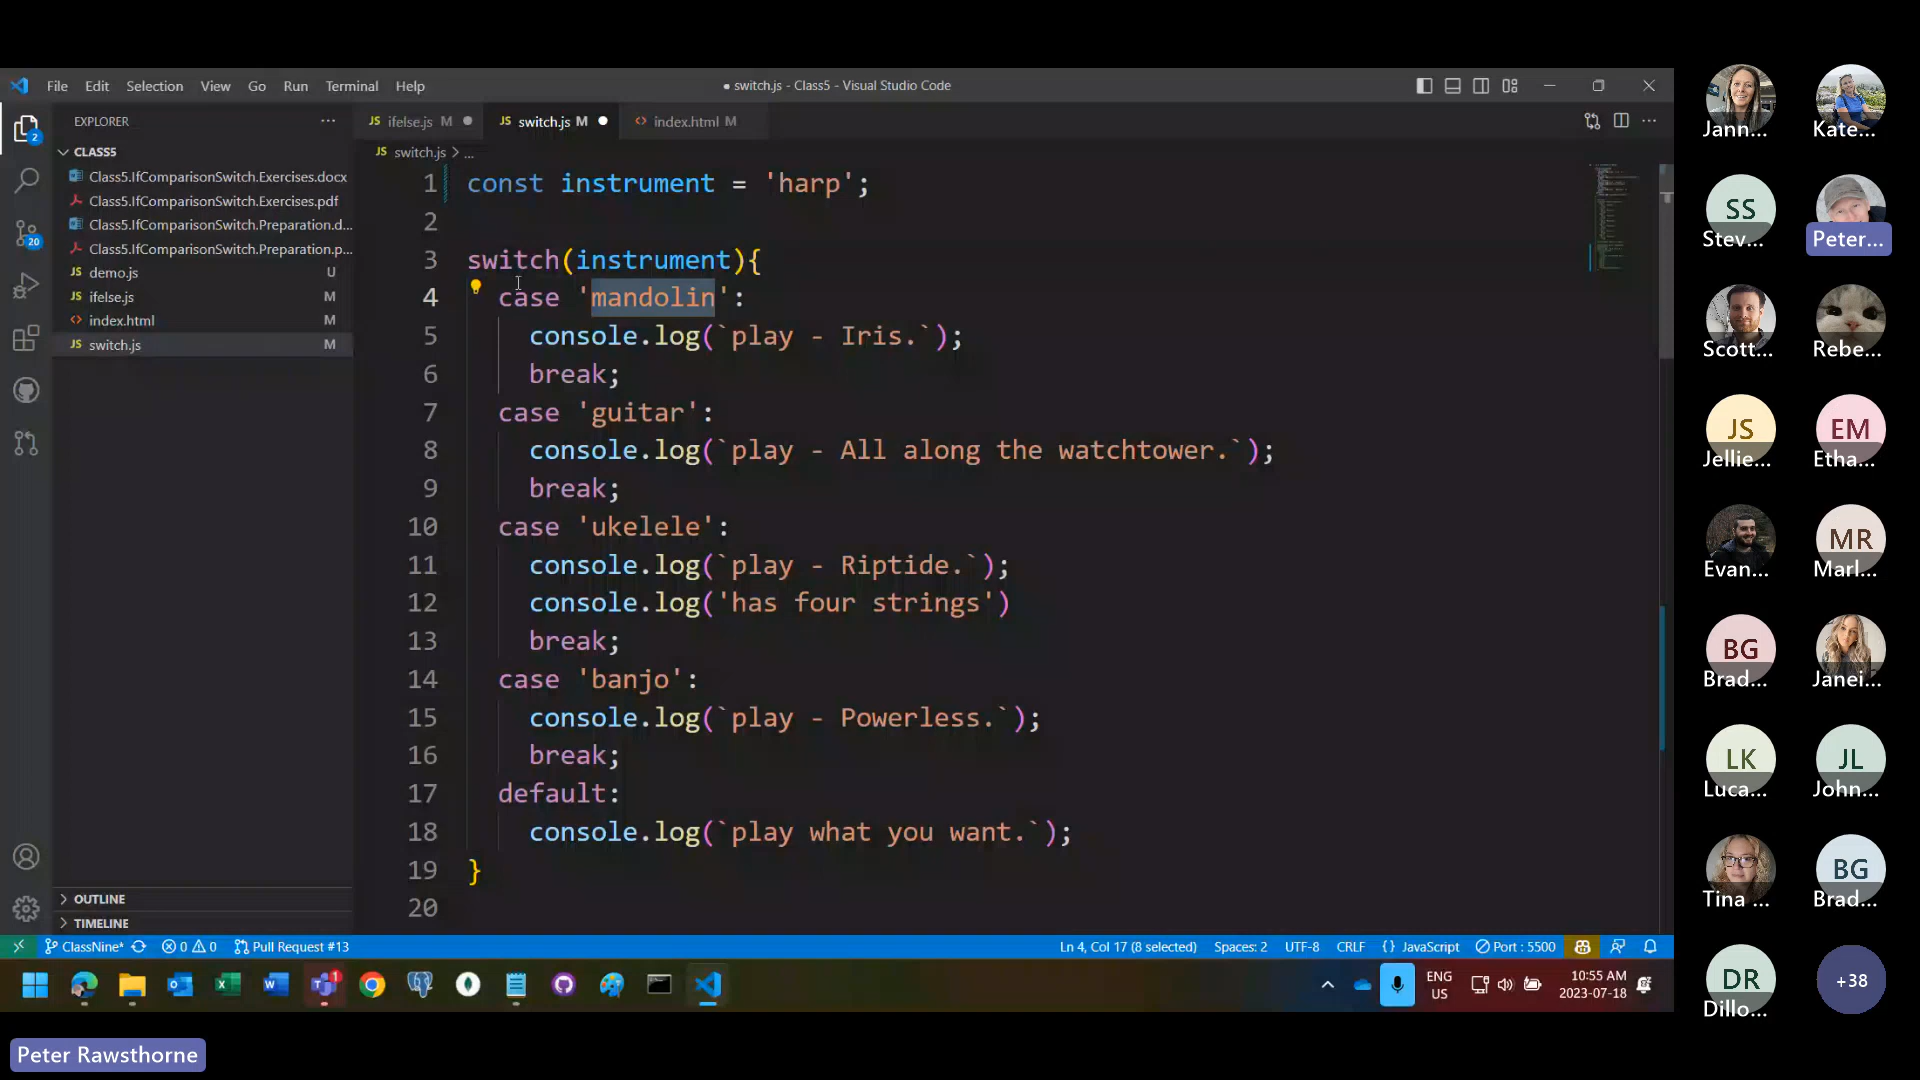 File Edit Selection View Go Run Terminal Help
● switch.js - Class5 - Visual Studio Code
EXPLORER ...
JS ifelse.js M ●
JS switch.js M ●
<> index.html M
CLASS5
JS switch.js > ...
Class5.IfComparisonSwitch.Exercises.docx
Class5.IfComparisonSwitch.Exercises.pdf
Class5.IfComparisonSwitch.Preparation.d...
Class5.IfComparisonSwitch.Preparation.p...
JS demo.js U
JS ifelse.js M
<> index.html M
JS switch.js M
2
20
1 const instrument = 'harp';
2
3 switch(instrument){
4 case 'mandolin':
5 console.log(`play - Iris.`);
6 break;
7 case 'guitar':
8 console.log(`play - All along the watchtower.`);
9 break;
10 case 'ukelele':
11 console.log(`play - Riptide.`);
12 console.log('has four strings')
13 break;
14 case 'banjo':
15 console.log(`play - Powerless.`);
16 break;
17 default:
18 console.log(`play what you want.`);
19 }
20
OUTLINE
TIMELINE
ClassNine* 0 0 Pull Request #13
Ln 4, Col 17 (8 selected) Spaces: 2 UTF-8 CRLF {} JavaScript Port : 5500
1
ENG
US
10:55 AM
2023-07-18
Peter Rawsthorne
Jann...
Kate...
SS
Stev...
Peter...
Scott...
Rebe...
JS
Jellie...
EM
Etha...
Evan...
MR
Marl...
BG
Brad...
Janei...
LK
Luca...
JL
John...
Tina ...
BG
Brad...
DR
Dillo...
+38